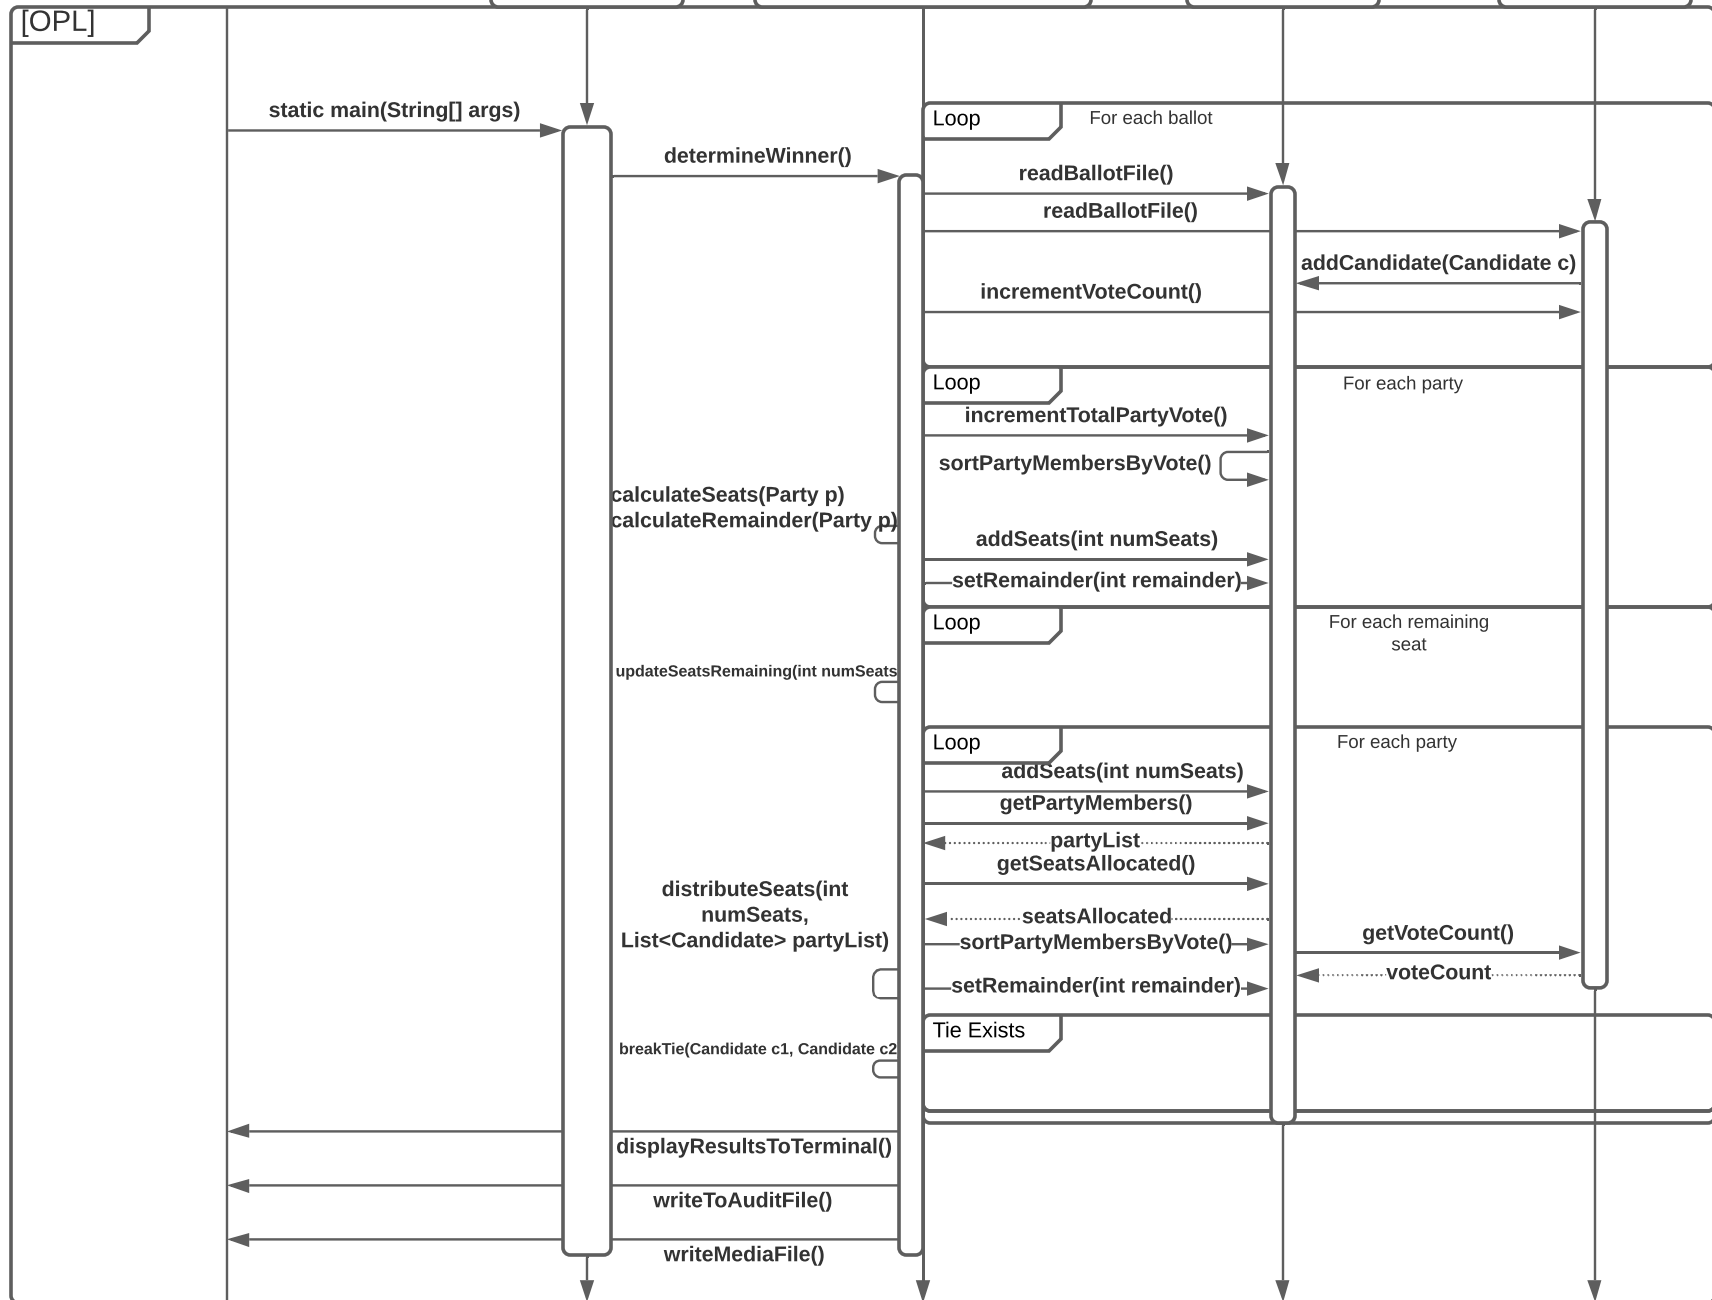 [OPL]
static main(String[] args)
Loop
For each ballot
determineWinner()
readBallotFile()
readBallotFile()
addCandidate(Candidate c)
incrementVoteCount()
Loop
For each party
incrementTotalPartyVote()
sortPartyMembersByVote()
calculateSeats(Party p)
calculateRemainder(Party p)
addSeats(int numSeats)
setRemainder(int remainder)
Loop
For each remaining
seat
updateSeatsRemaining(int numSeats
Loop
For each party
addSeats(int numSeats)
getPartyMembers()
partyList
getSeatsAllocated()
distributeSeats(int
numSeats,
List<Candidate> partyList)
seatsAllocated
sortPartyMembersByVote()
getVoteCount()
voteCount
setRemainder(int remainder)
Tie Exists
breakTie(Candidate c1, Candidate c2
displayResultsToTerminal()
writeToAuditFile()
writeMediaFile()